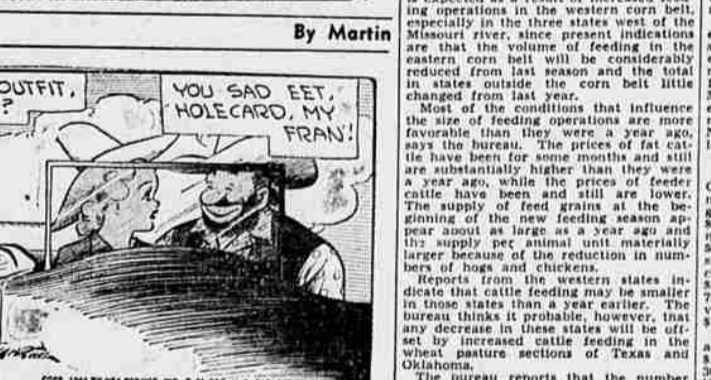 By Martin
OUTFIT,
?
YOU SAD EET,
HOLECARD, MY
FRAN'!
ing operations in the western corn belt,
especially in the three states west of the
Missouri river, since present indications
are that the volume of feeding in the
eastern corn belt will be considerably
reduced from last season and the total
in states outside the corn belt little
changed from last year.
Most of the conditions that influence
the size of feeding operations are more
favorable than they were a year ago,
says the bureau. The prices of fat cat-
tle have been for some months and still
are substantially higher than they were
a year ago, while the prices of feeder
cattle have been and still are lower.
The supply of feed grains at the be-
ginning of the new feeding season ap-
pear about as large as a year ago and
the supply per animal unit materially
larger because of the reduction in num-
bers of hogs and chickens.
Reports from the western states in-
dicate that cattle feeding may be smaller
in those states than a year earlier. The
bureau thinks it probable, however, that
any decrease in these states will be off-
set by increased cattle feeding in the
wheat pasture sections of Texas and
Oklahoma.
The bureau reports that the number